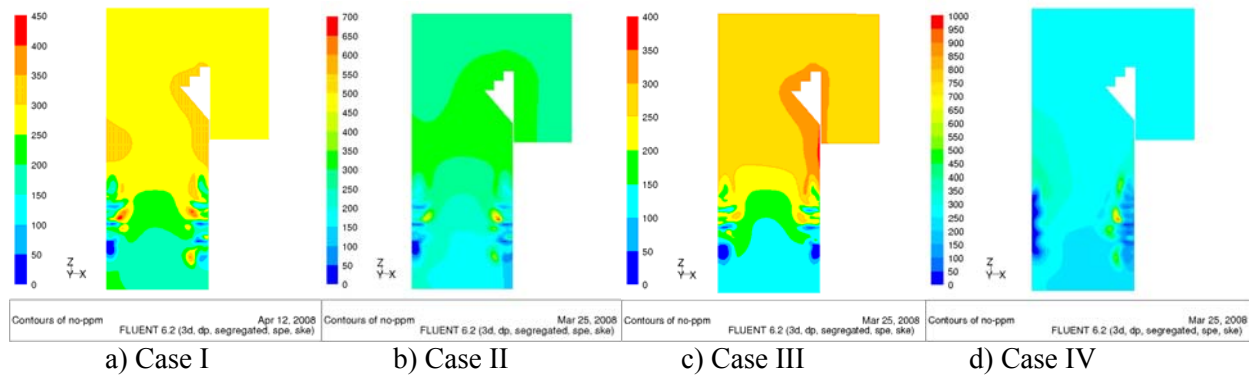 450
400
350
300
250
200
150
100
50
0
Z
Y X
Contours of no-ppm
Apr 12, 2008
FLUENT 6.2 (3d, dp, segregated, spe, ske)
a) Case I
700
650
600
550
500
450
400
350
300
250
200
150
100
50
0
Z
Y X
Contours of no-ppm
Mar 25, 2008
FLUENT 6.2 (3d, dp, segregated, spe, ske)
b) Case II
400
350
300
250
200
150
100
50
0
Z
Y X
Contours of no-ppm
Mar 25, 2008
FLUENT 6.2 (3d, dp, segregated, spe, ske)
c) Case III
1000
950
900
850
800
750
700
650
600
550
500
450
400
350
300
250
200
150
100
50
0
Z
Y X
Contours of no-ppm
Mar 25, 2008
FLUENT 6.2 (3d, dp, segregated, spe, ske)
d) Case IV